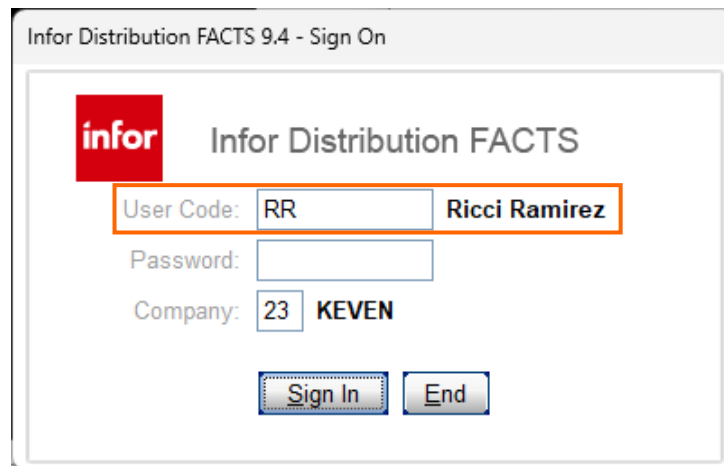 Infor Distribution FACTS 9.4 - Sign On
infor Infor Distribution FACTS
User Code: RR Ricci Ramirez
Password:
Company: 23 KEVEN
Sign In End